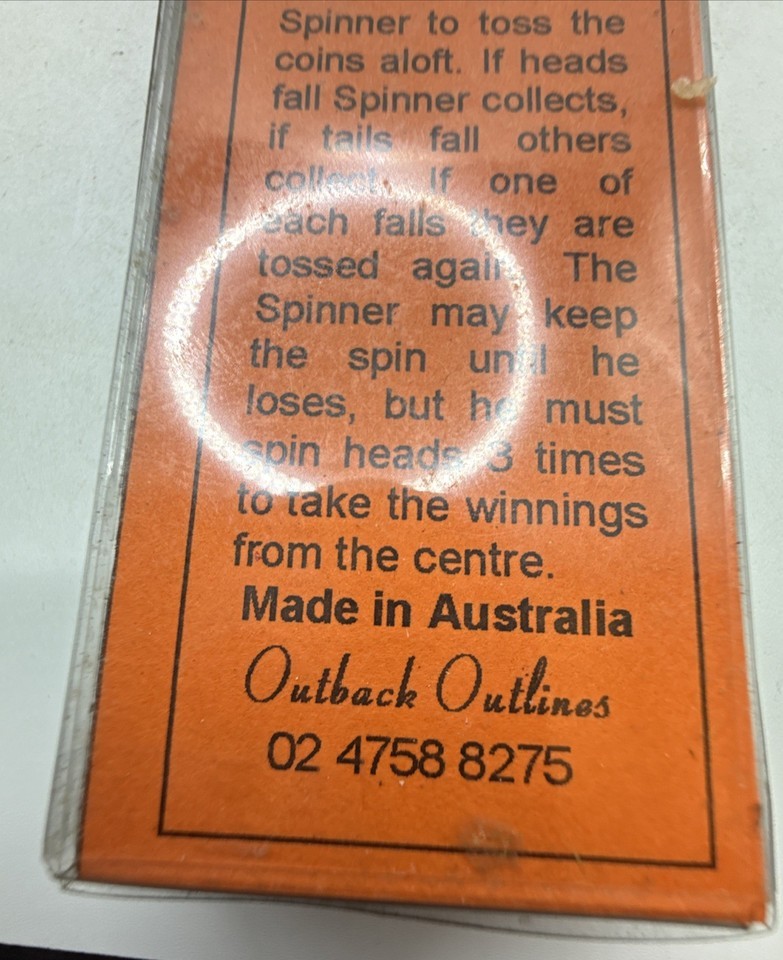 Spinner to toss the
coins aloft. If heads
fall Spinner collects,
if tails fall others
collect. If one of
each falls they are
tossed again. The
Spinner may keep
the spin until he
loses, but he must
spin heads 3 times
to take the winnings
from the centre.
Made in Australia
Outback Outlines
02 4758 8275